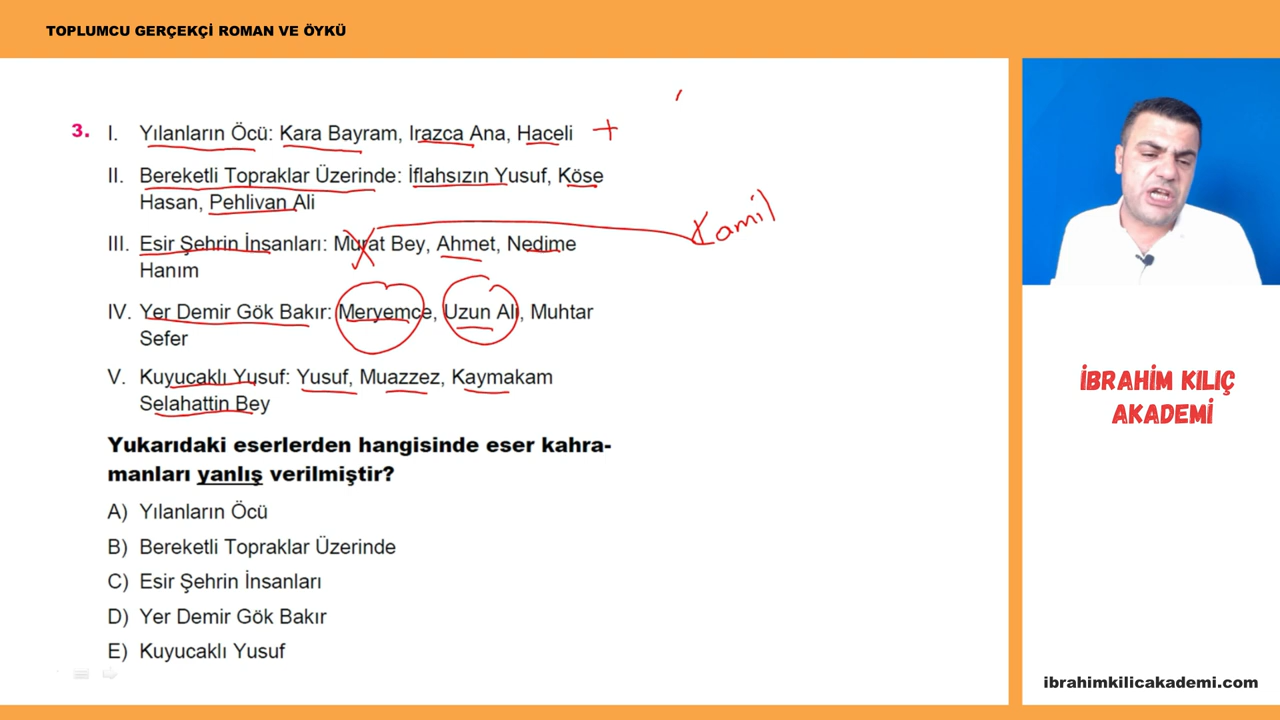 TOPLUMCU GERÇEKÇİ ROMAN VE ÖYKÜ
3. I. Yılanların Öcü: Kara Bayram, Irazca Ana, Haceli +
II. Bereketli Topraklar Üzerinde: İflahsızın Yusuf, Köse
Hasan, Pehlivan Ali
Kamil
III. Esir Şehrin İnsanları: Murat Bey, Ahmet, Nedime
Hanım
IV. Yer Demir Gök Bakır: Meryemce, Uzun Ali, Muhtar
Sefer
V. Kuyucaklı Yusuf: Yusuf, Muazzez, Kaymakam
Selahattin Bey
Yukarıdaki eserlerden hangisinde eser kahra-
manları yanlış verilmiştir?
A) Yılanların Öcü
B) Bereketli Topraklar Üzerinde
C) Esir Şehrin İnsanları
D) Yer Demir Gök Bakır
E) Kuyucaklı Yusuf
İBRAHİM KILIÇ
AKADEMİ
ibrahimkilicakademi.com